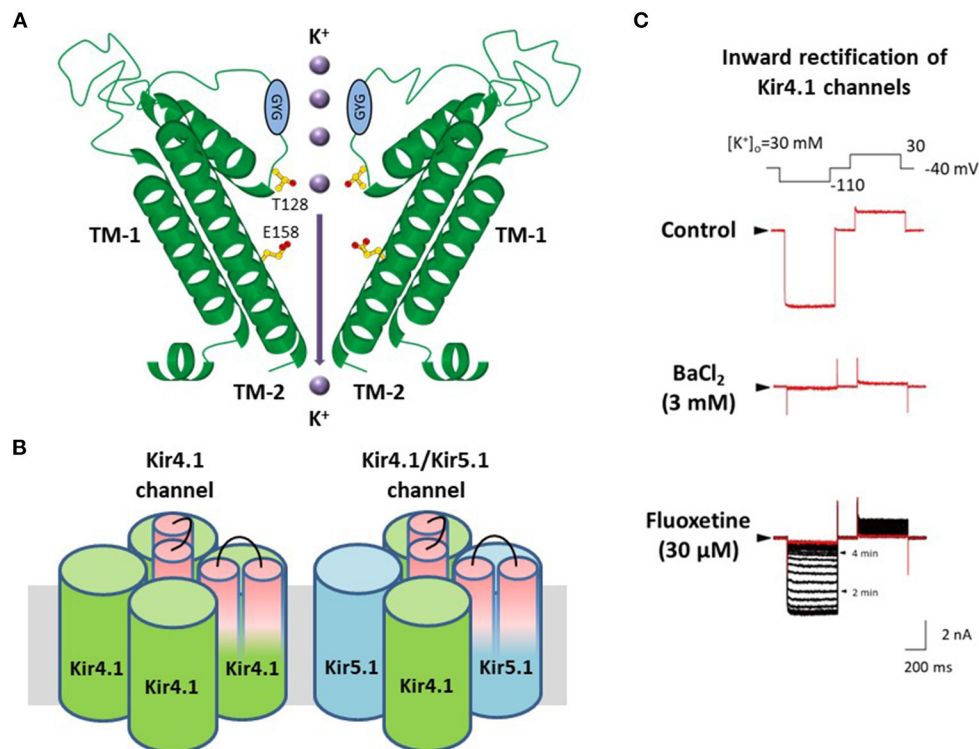 A
K⁺
GYG
GYG
T128
E158
TM-1
TM-1
TM-2
TM-2
K⁺
B
Kir4.1
channel
Kir4.1
Kir4.1
Kir4.1
Kir4.1/Kir5.1
channel
Kir5.1
Kir4.1
Kir5.1
C
Inward rectification of
Kir4.1 channels
[K⁺]ₒ=30 mM
30
-40 mV
-110
Control
BaCl₂
(3 mM)
Fluoxetine
(30 µM)
4 min
2 min
2 nA
200 ms